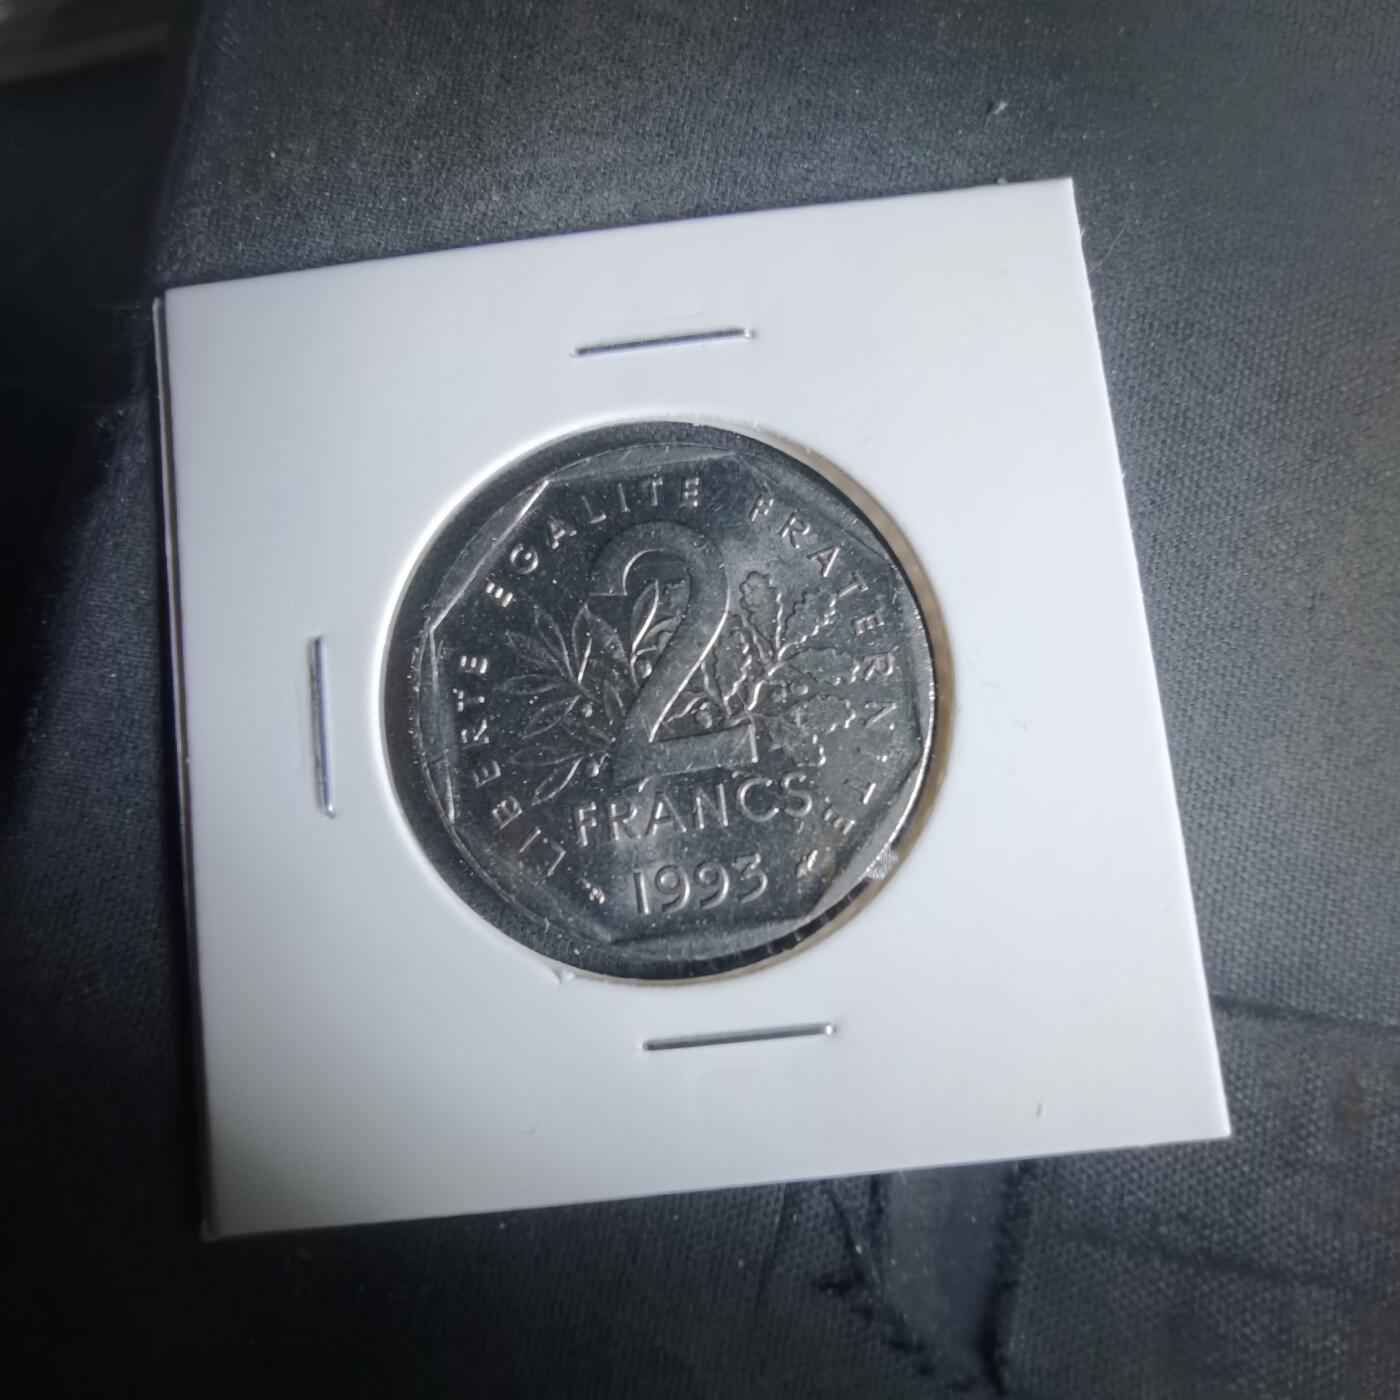 LIBERTE EGALITE FRATERNITE
2
FRANCS
1993